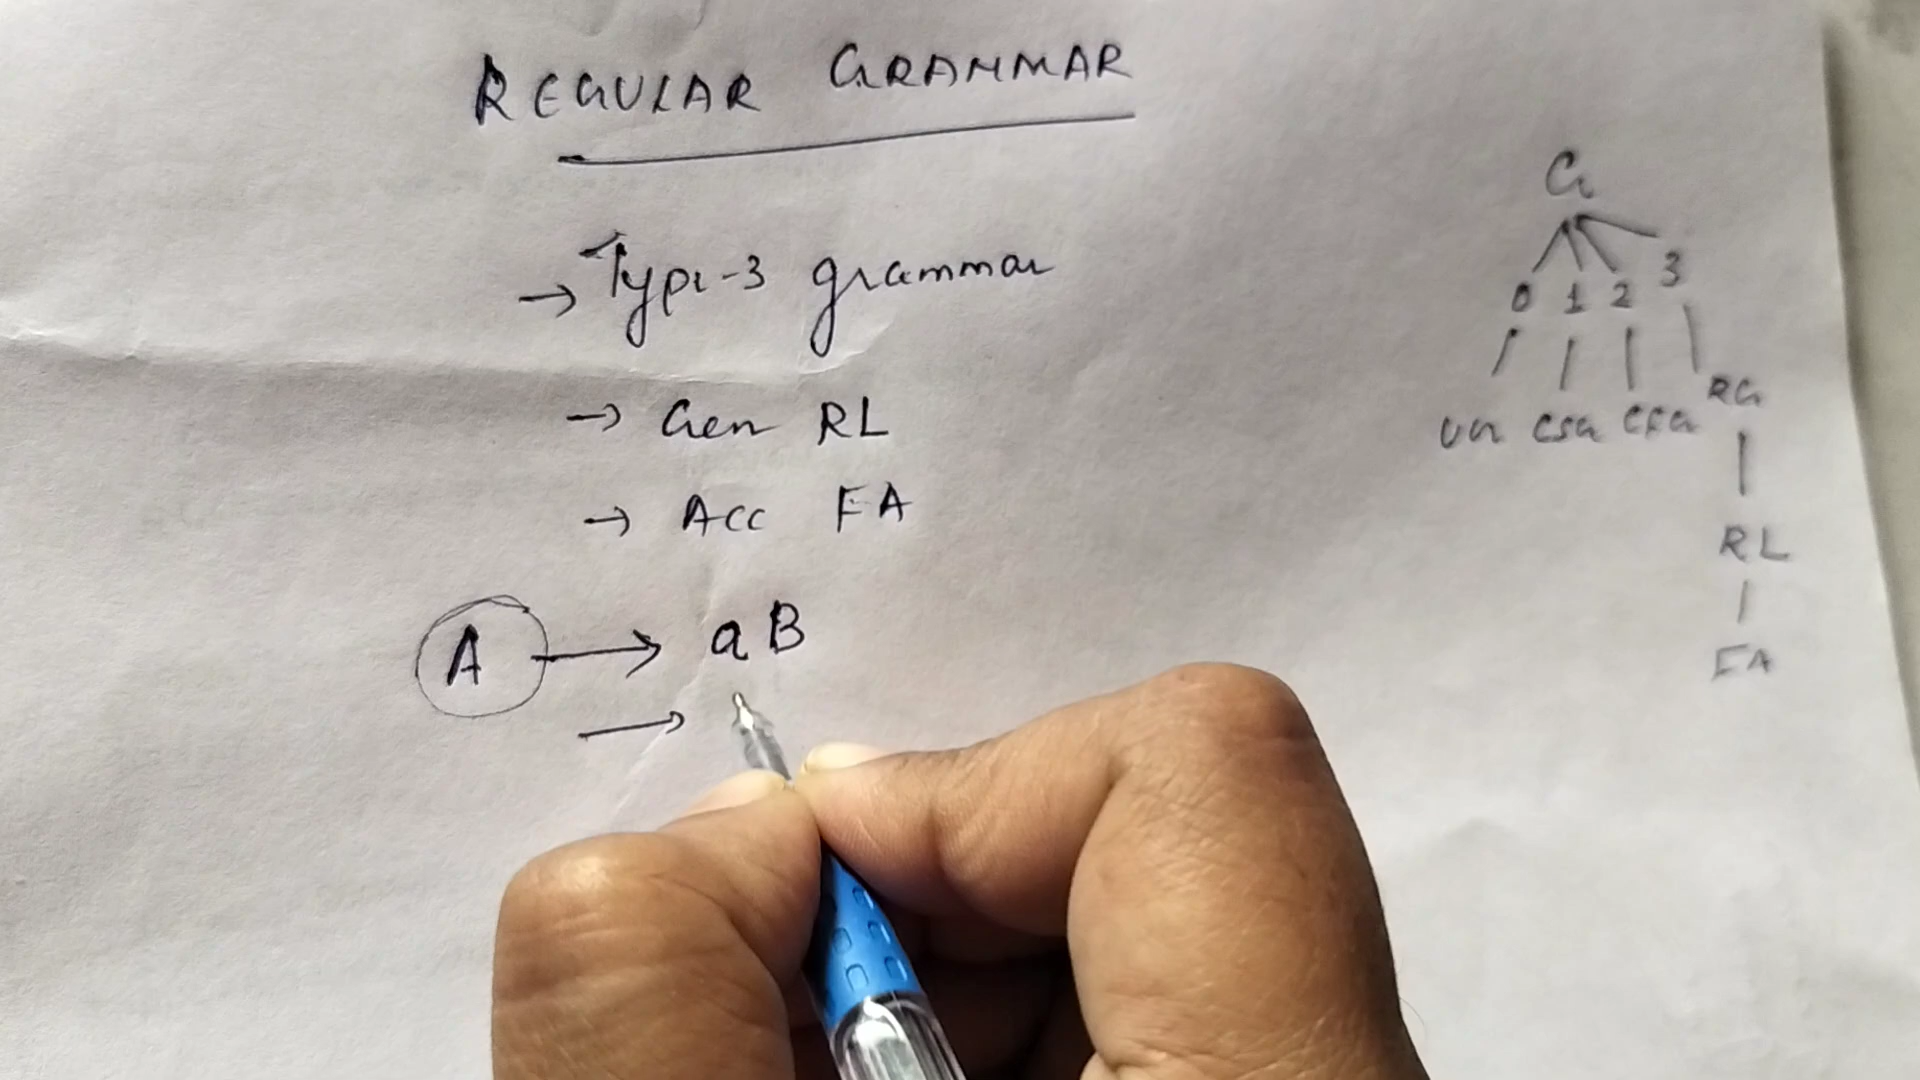 REGULAR GRAMMAR
→ Type-3 grammar
→ Gen RL
→ Acc FA
A → aB
→
G
0 1 2 3
UG CSG CFG RG
RL
FA